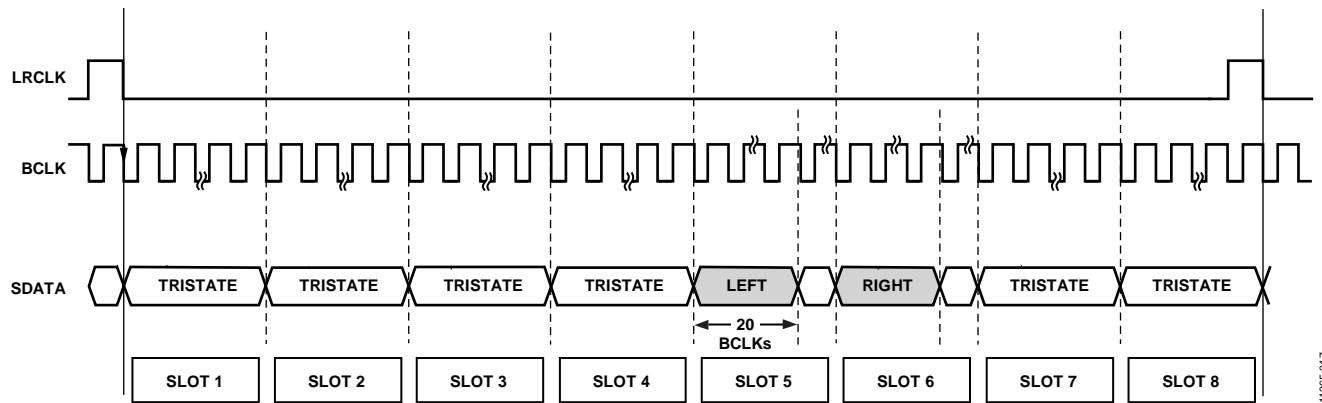 LRCLK
BCLK
SDATA
TRISTATE TRISTATE TRISTATE TRISTATE LEFT RIGHT TRISTATE TRISTATE
20
BCLKs
SLOT 1 SLOT 2 SLOT 3 SLOT 4 SLOT 5 SLOT 6 SLOT 7 SLOT 8